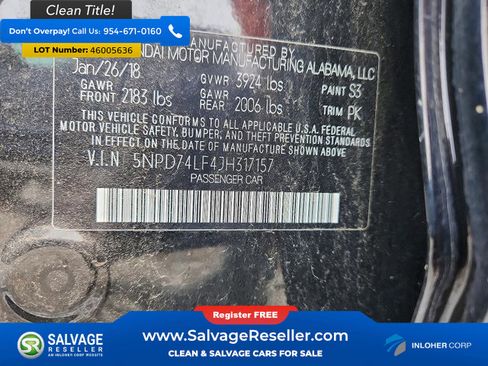 Clean Title!
Don't Overpay! Call Us: 954-671-0160
LOT Number: 46005636
MANUFACTURED BY
MOTOR MANUFACTURING ALABAMA, LLC
Jan/26/18 GVWR 3924 lbs PAINT S3
GAWR FRONT 2183 lbs GAWR REAR 2006 lbs TRIM PK
THIS VEHICLE CONFORMS TO ALL APPLICABLE U.S.A FEDERAL
MOTOR VEHICLE SAFETY, BUMPER, AND THEFT PREVENTION STANDARDS
IN EFFECT ON THE DATE OF MANUFACTURE SHOWN ABOVE.
V.I.N 5NPD74LF4JH317157
PASSENGER CAR
Register FREE
www.SalvageReseller.com
CLEAN & SALVAGE CARS FOR SALE
SALVAGE
RESELLER
AN INLOHER CORP WEBSITE
INLOHER CORP